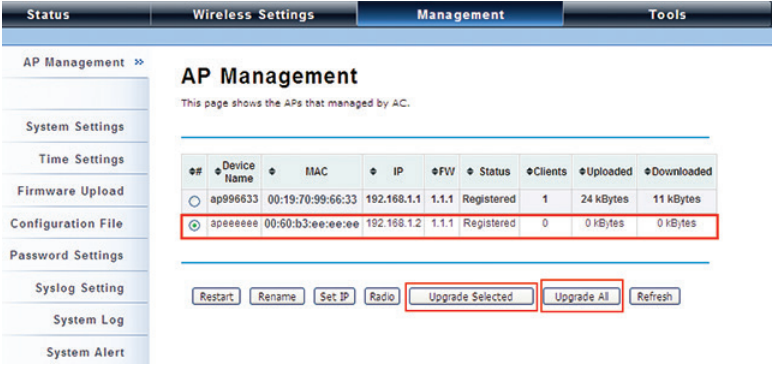 Status Wireless Settings Management Tools
AP Management »
System Settings
Time Settings
Firmware Upload
Configuration File
Password Settings
Syslog Setting
System Log
System Alert
AP Management
This page shows the APs that managed by AC.
# Device Name MAC IP FW Status Clients Uploaded Downloaded
ap996633 00:19:70:99:66:33 192.168.1.1 1.1.1 Registered 1 24 kBytes 11 kBytes
apeeeeee 00:60:b3:ee:ee:ee 192.168.1.2 1.1.1 Registered 0 0 kBytes 0 kBytes
Restart Rename Set IP Radio Upgrade Selected Upgrade All Refresh